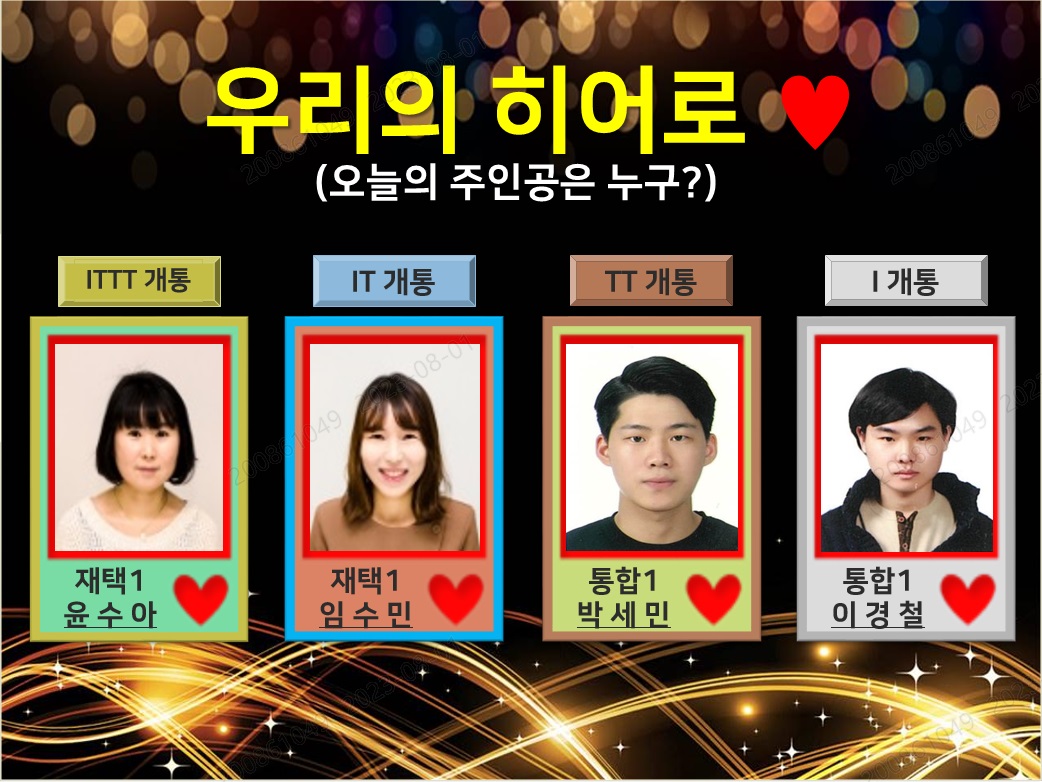 우리의 히어로 ♥
(오늘의 주인공은 누구?)
ITTT 개통
IT 개통
TT 개통
I 개통
재택1
윤 수 아
재택1
임 수 민
통합1
박 세 민
통합1
이 경 철
200861049